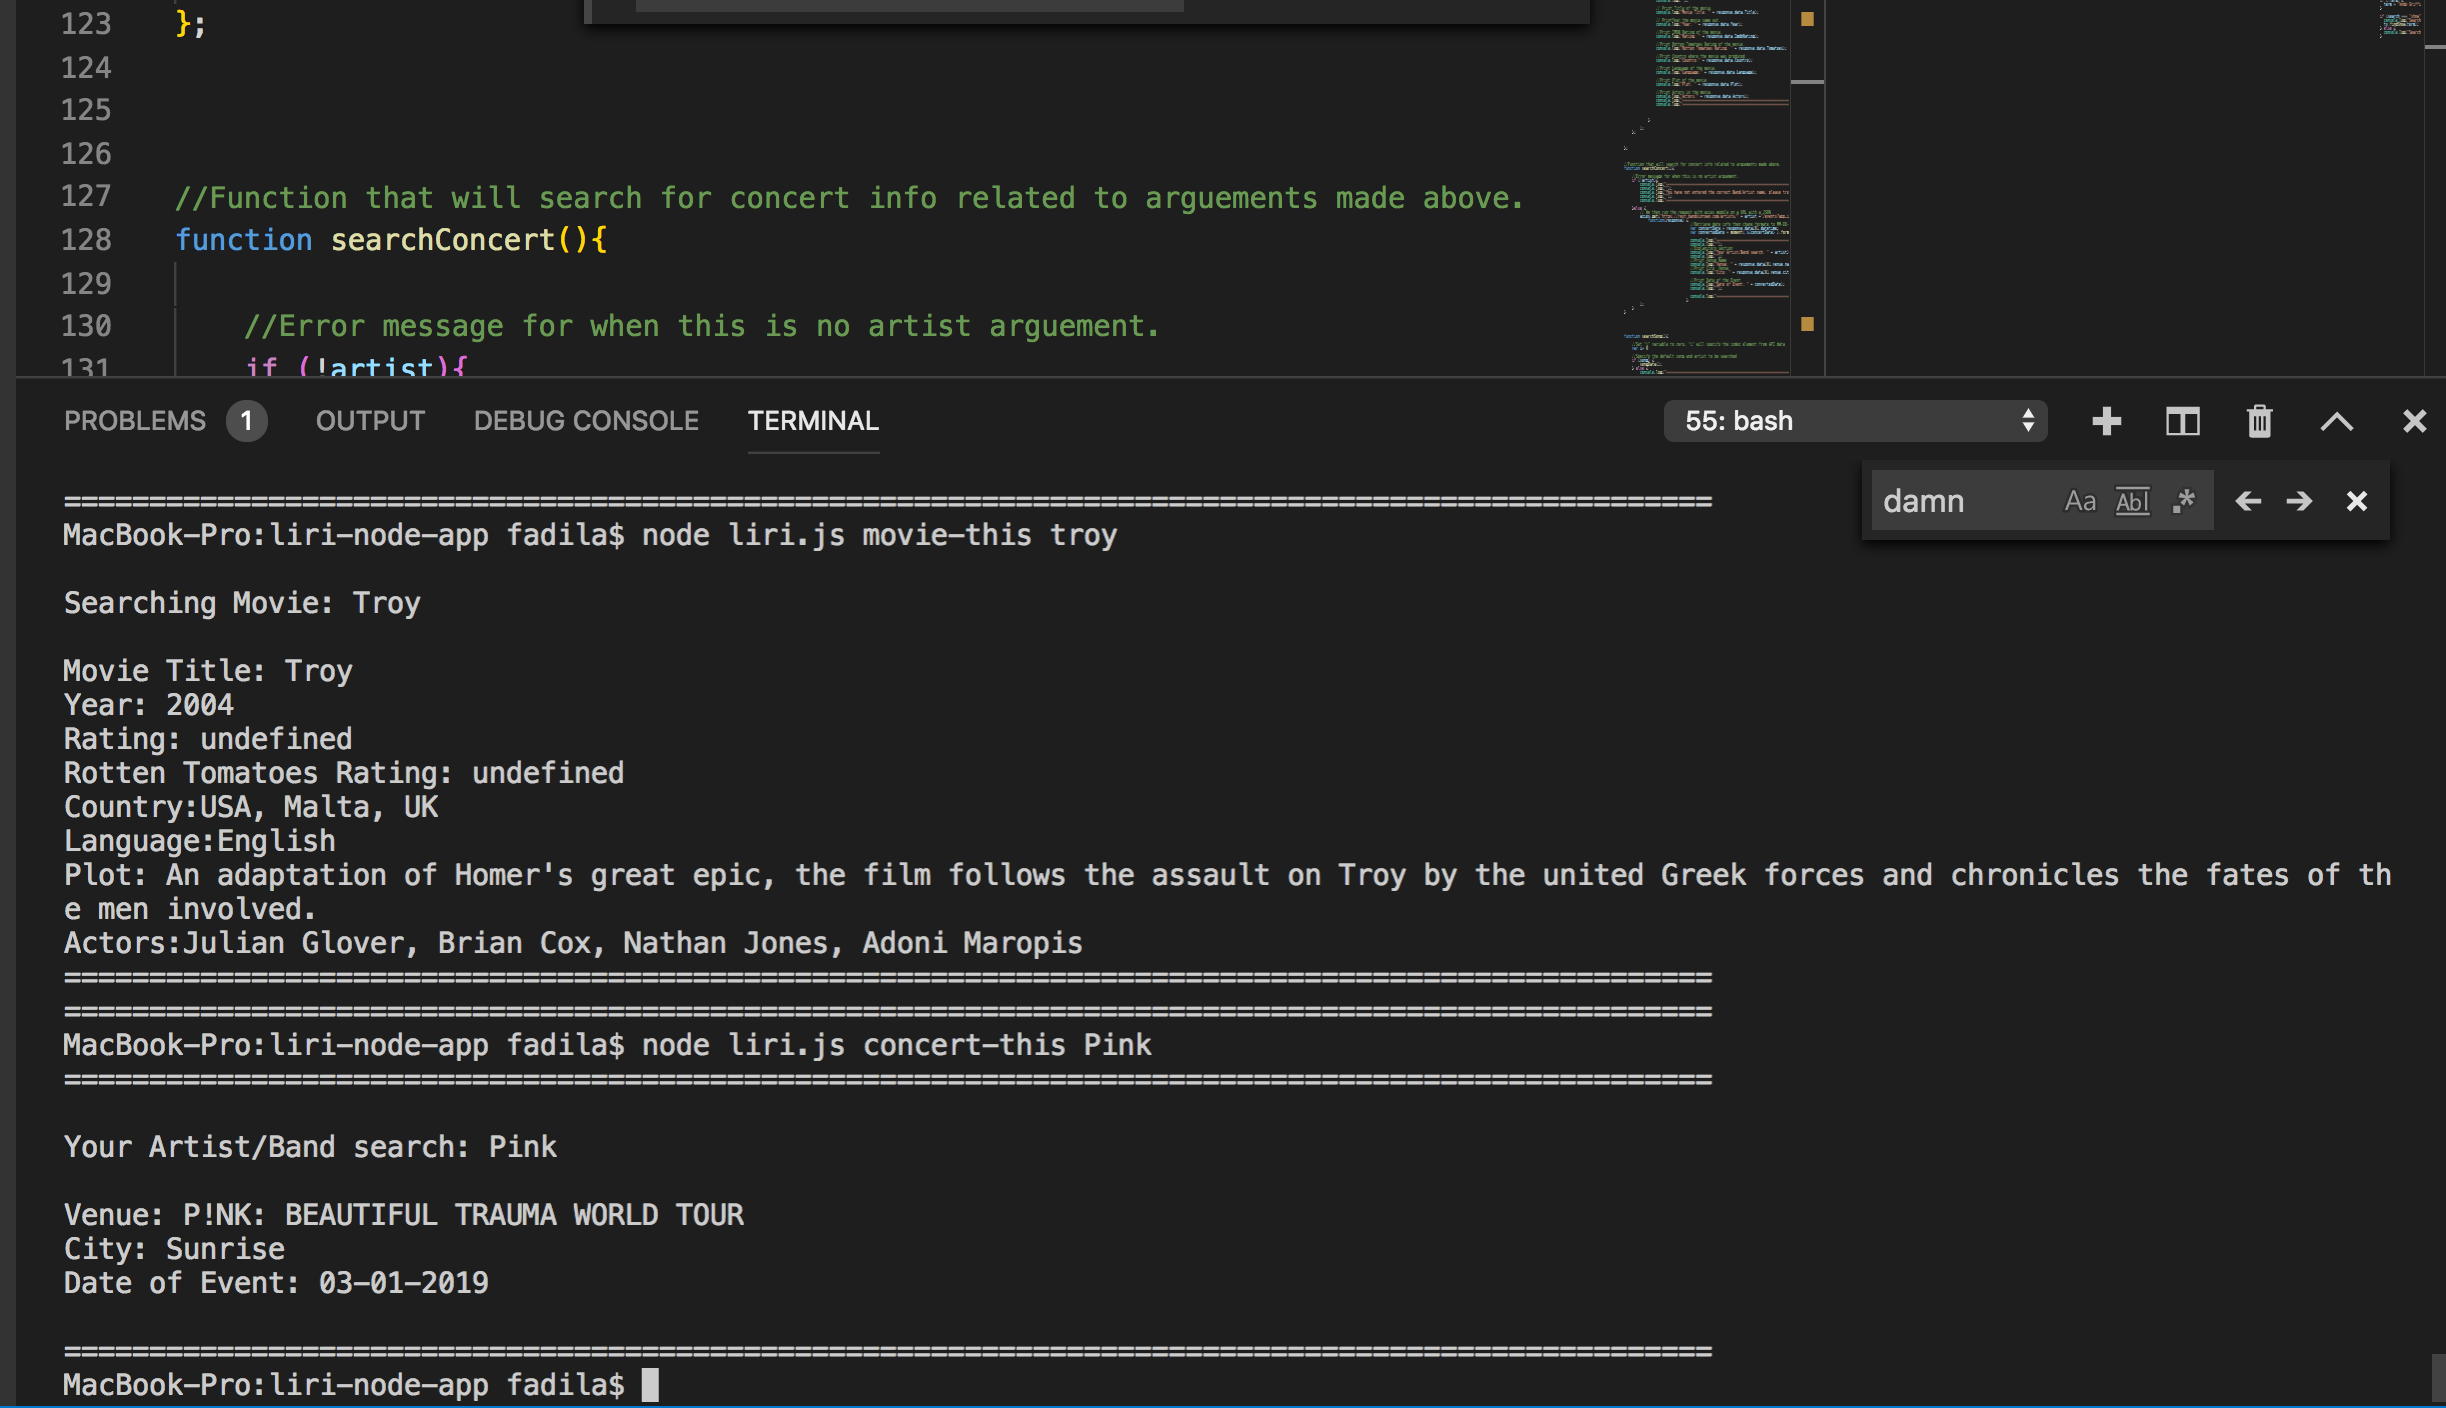 123 };
124
125
126
127 //Function that will search for concert info related to arguements made above.
128 function searchConcert(){
129
130 //Error message for when this is no artist arguement.
131 if (!artist){
PROBLEMS 1 OUTPUT DEBUG CONSOLE TERMINAL 55: bash
damn Aa Abl .*
=================================================================================================
MacBook-Pro:liri-node-app fadila$ node liri.js movie-this troy
Searching Movie: Troy
Movie Title: Troy
Year: 2004
Rating: undefined
Rotten Tomatoes Rating: undefined
Country:USA, Malta, UK
Language:English
Plot: An adaptation of Homer's great epic, the film follows the assault on Troy by the united Greek forces and chronicles the fates of th
e men involved.
Actors:Julian Glover, Brian Cox, Nathan Jones, Adoni Maropis
=================================================================================================
=================================================================================================
MacBook-Pro:liri-node-app fadila$ node liri.js concert-this Pink
=================================================================================================
Your Artist/Band search: Pink
Venue: P!NK: BEAUTIFUL TRAUMA WORLD TOUR
City: Sunrise
Date of Event: 03-01-2019
=================================================================================================
MacBook-Pro:liri-node-app fadila$